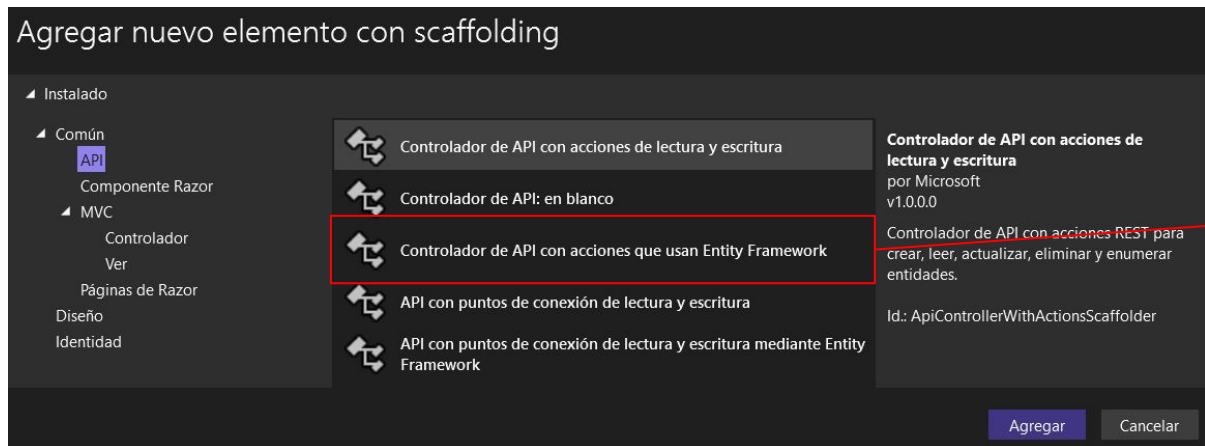 Agregar nuevo elemento con scaffolding
Instalado
Común
API
Componente Razor
MVC
Controlador
Ver
Páginas de Razor
Diseño
Identidad
Controlador de API con acciones de lectura y escritura
Controlador de API: en blanco
Controlador de API con acciones que usan Entity Framework
API con puntos de conexión de lectura y escritura
API con puntos de conexión de lectura y escritura mediante Entity
Framework
Controlador de API con acciones de
lectura y escritura
por Microsoft
v1.0.0.0
Controlador de API con acciones REST para
crear, leer, actualizar, eliminar y enumerar
entidades.
Id.: ApiControllerWithActionsScaffolder
Agregar
Cancelar